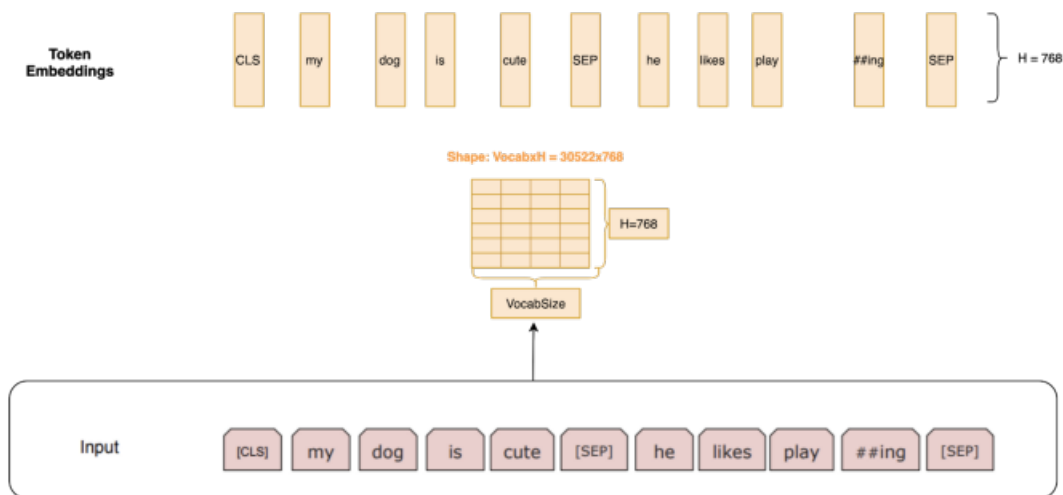 Token
Embeddings
CLS my dog is cute SEP he likes play ##ing SEP
H = 768
Shape: VocabxH = 30522x768
H=768
VocabSize
Input
[CLS] my dog is cute [SEP] he likes play ##ing [SEP]